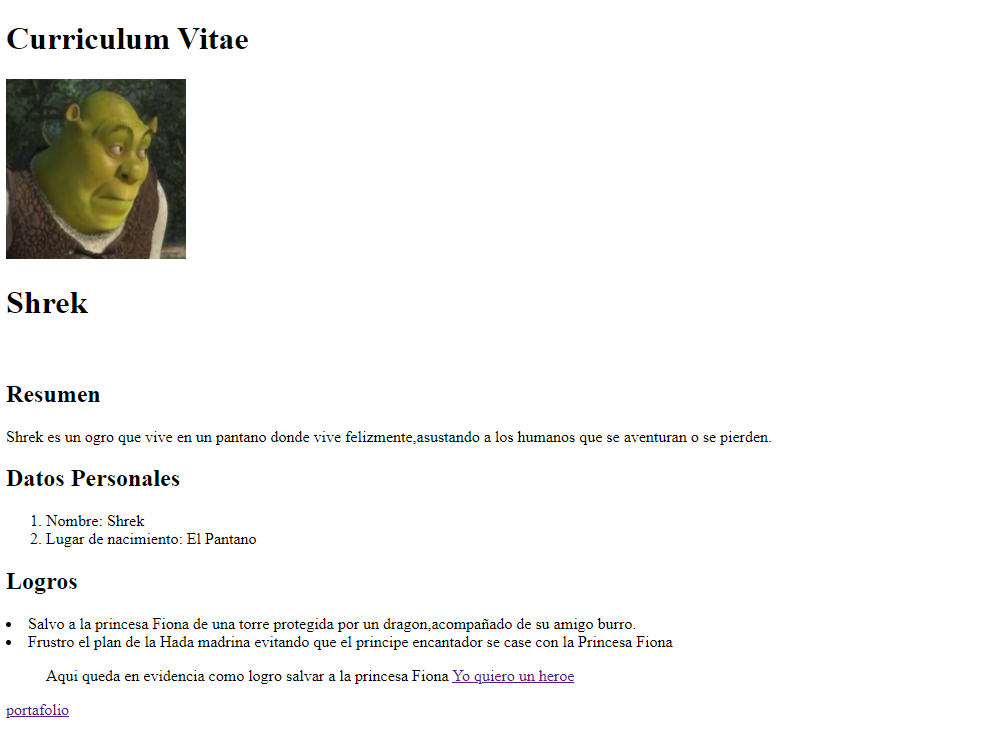 Curriculum Vitae
Shrek
Resumen
Shrek es un ogro que vive en un pantano donde vive felizmente,asustando a los humanos que se aventuran o se pierden.
Datos Personales
1. Nombre: Shrek
2. Lugar de nacimiento: El Pantano
Logros
• Salvo a la princesa Fiona de una torre protegida por un dragon,acompañado de su amigo burro.
• Frustro el plan de la Hada madrina evitando que el principe encantador se case con la Princesa Fiona
Aqui queda en evidencia como logro salvar a la princesa Fiona Yo quiero un heroe
portafolio